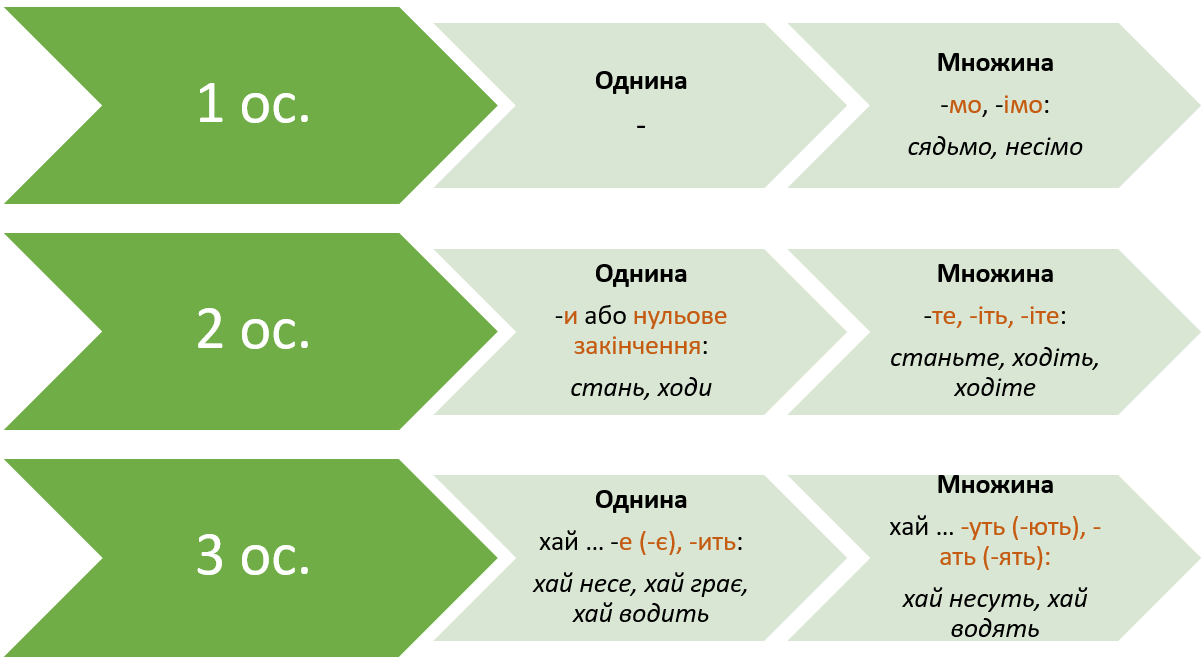 1 ос.
Однина
-
Множина
-мо, -імо:
сядьмо, несімо
2 ос.
Однина
-и або нульове
закінчення:
стань, ходи
Множина
-те, -іть, -іте:
станьте, ходіть,
ходіте
3 ос.
Однина
хай ... -е (-є), -ить:
хай несе, хай грає,
хай водить
Множина
хай ... -уть (-ють), -
ать (-ять):
хай несуть, хай
водять